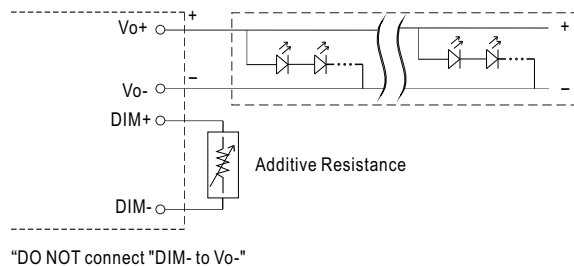 Vo+
+
+
Vo-
–
–
DIM+
Additive Resistance
DIM-
“DO NOT connect "DIM- to Vo-"